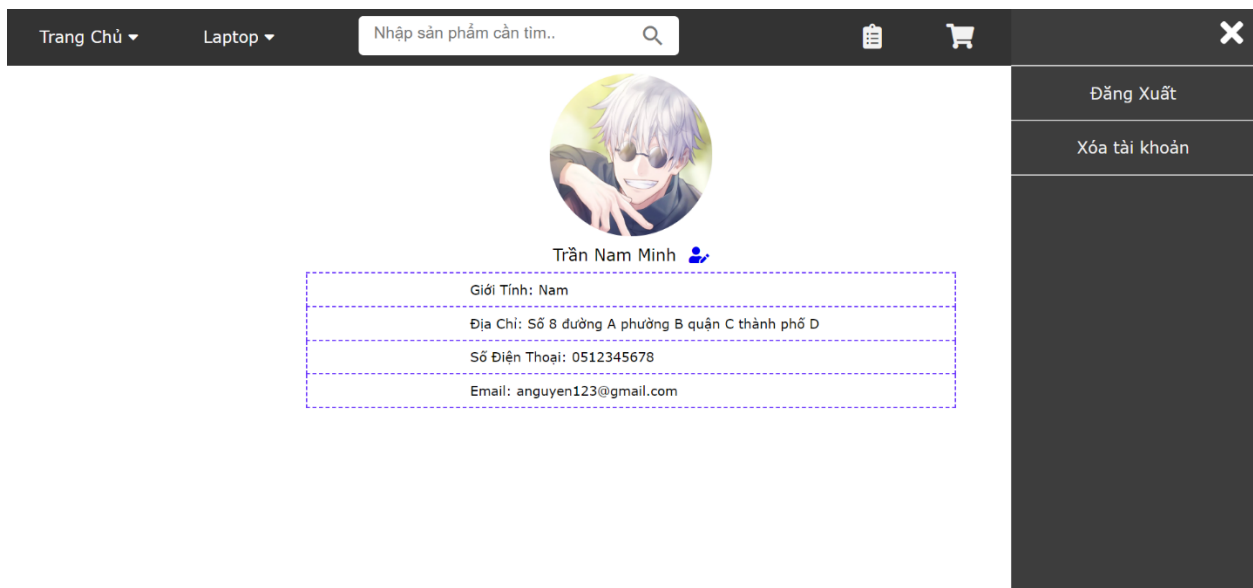 Trang Chủ
Laptop
Nhập sản phẩm cần tìm..
Đăng Xuất
Xóa tài khoản
Trần Nam Minh
Giới Tính: Nam
Địa Chỉ: Số 8 đường A phường B quận C thành phố D
Số Điện Thoại: 0512345678
Email: anguyen123@gmail.com